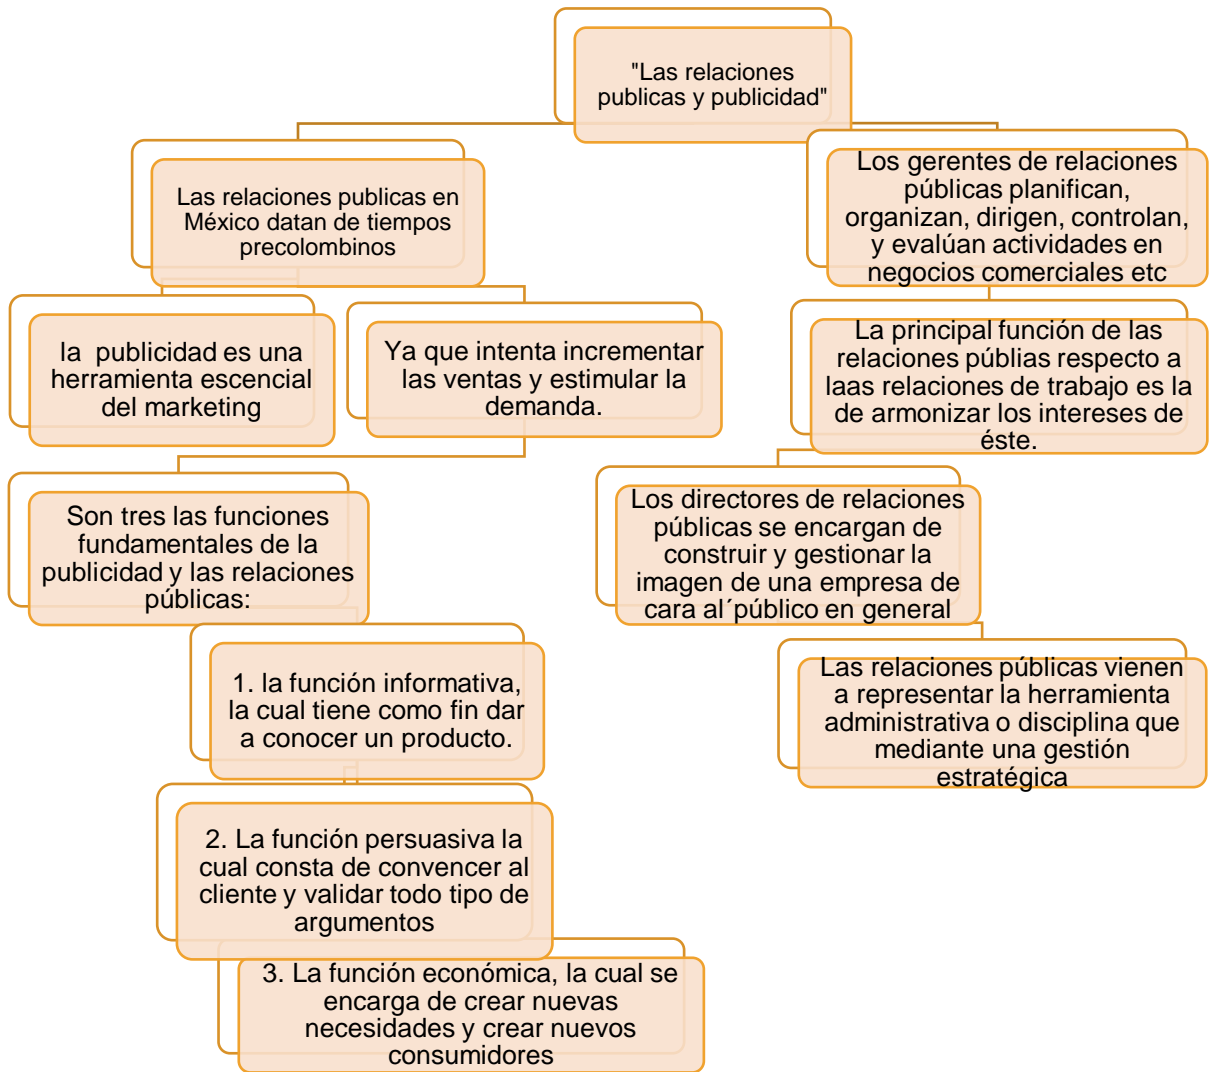 "Las relaciones
publicas y publicidad"
Las relaciones publicas en
México datan de tiempos
precolombinos
la  publicidad es una
herramienta escencial
del marketing
Ya que intenta incrementar
las ventas y estimular la
demanda.
Son tres las funciones
fundamentales de la
publicidad y las relaciones
públicas:
1. la función informativa,
la cual tiene como fin dar
a conocer un producto.
2. La función persuasiva la
cual consta de convencer al
cliente y validar todo tipo de
argumentos
3. La función económica, la cual se
encarga de crear nuevas
necesidades y crear nuevos
consumidores
Los gerentes de relaciones
públicas planifican,
organizan, dirigen, controlan,
y evalúan actividades en
negocios comerciales etc
La principal función de las
relaciones públias respecto a
laas relaciones de trabajo es la
de armonizar los intereses de
éste.
Los directores de relaciones
públicas se encargan de
construir y gestionar la
imagen de una empresa de
cara al´público en general
Las relaciones públicas vienen
a representar la herramienta
administrativa o disciplina que
mediante una gestión
estratégica